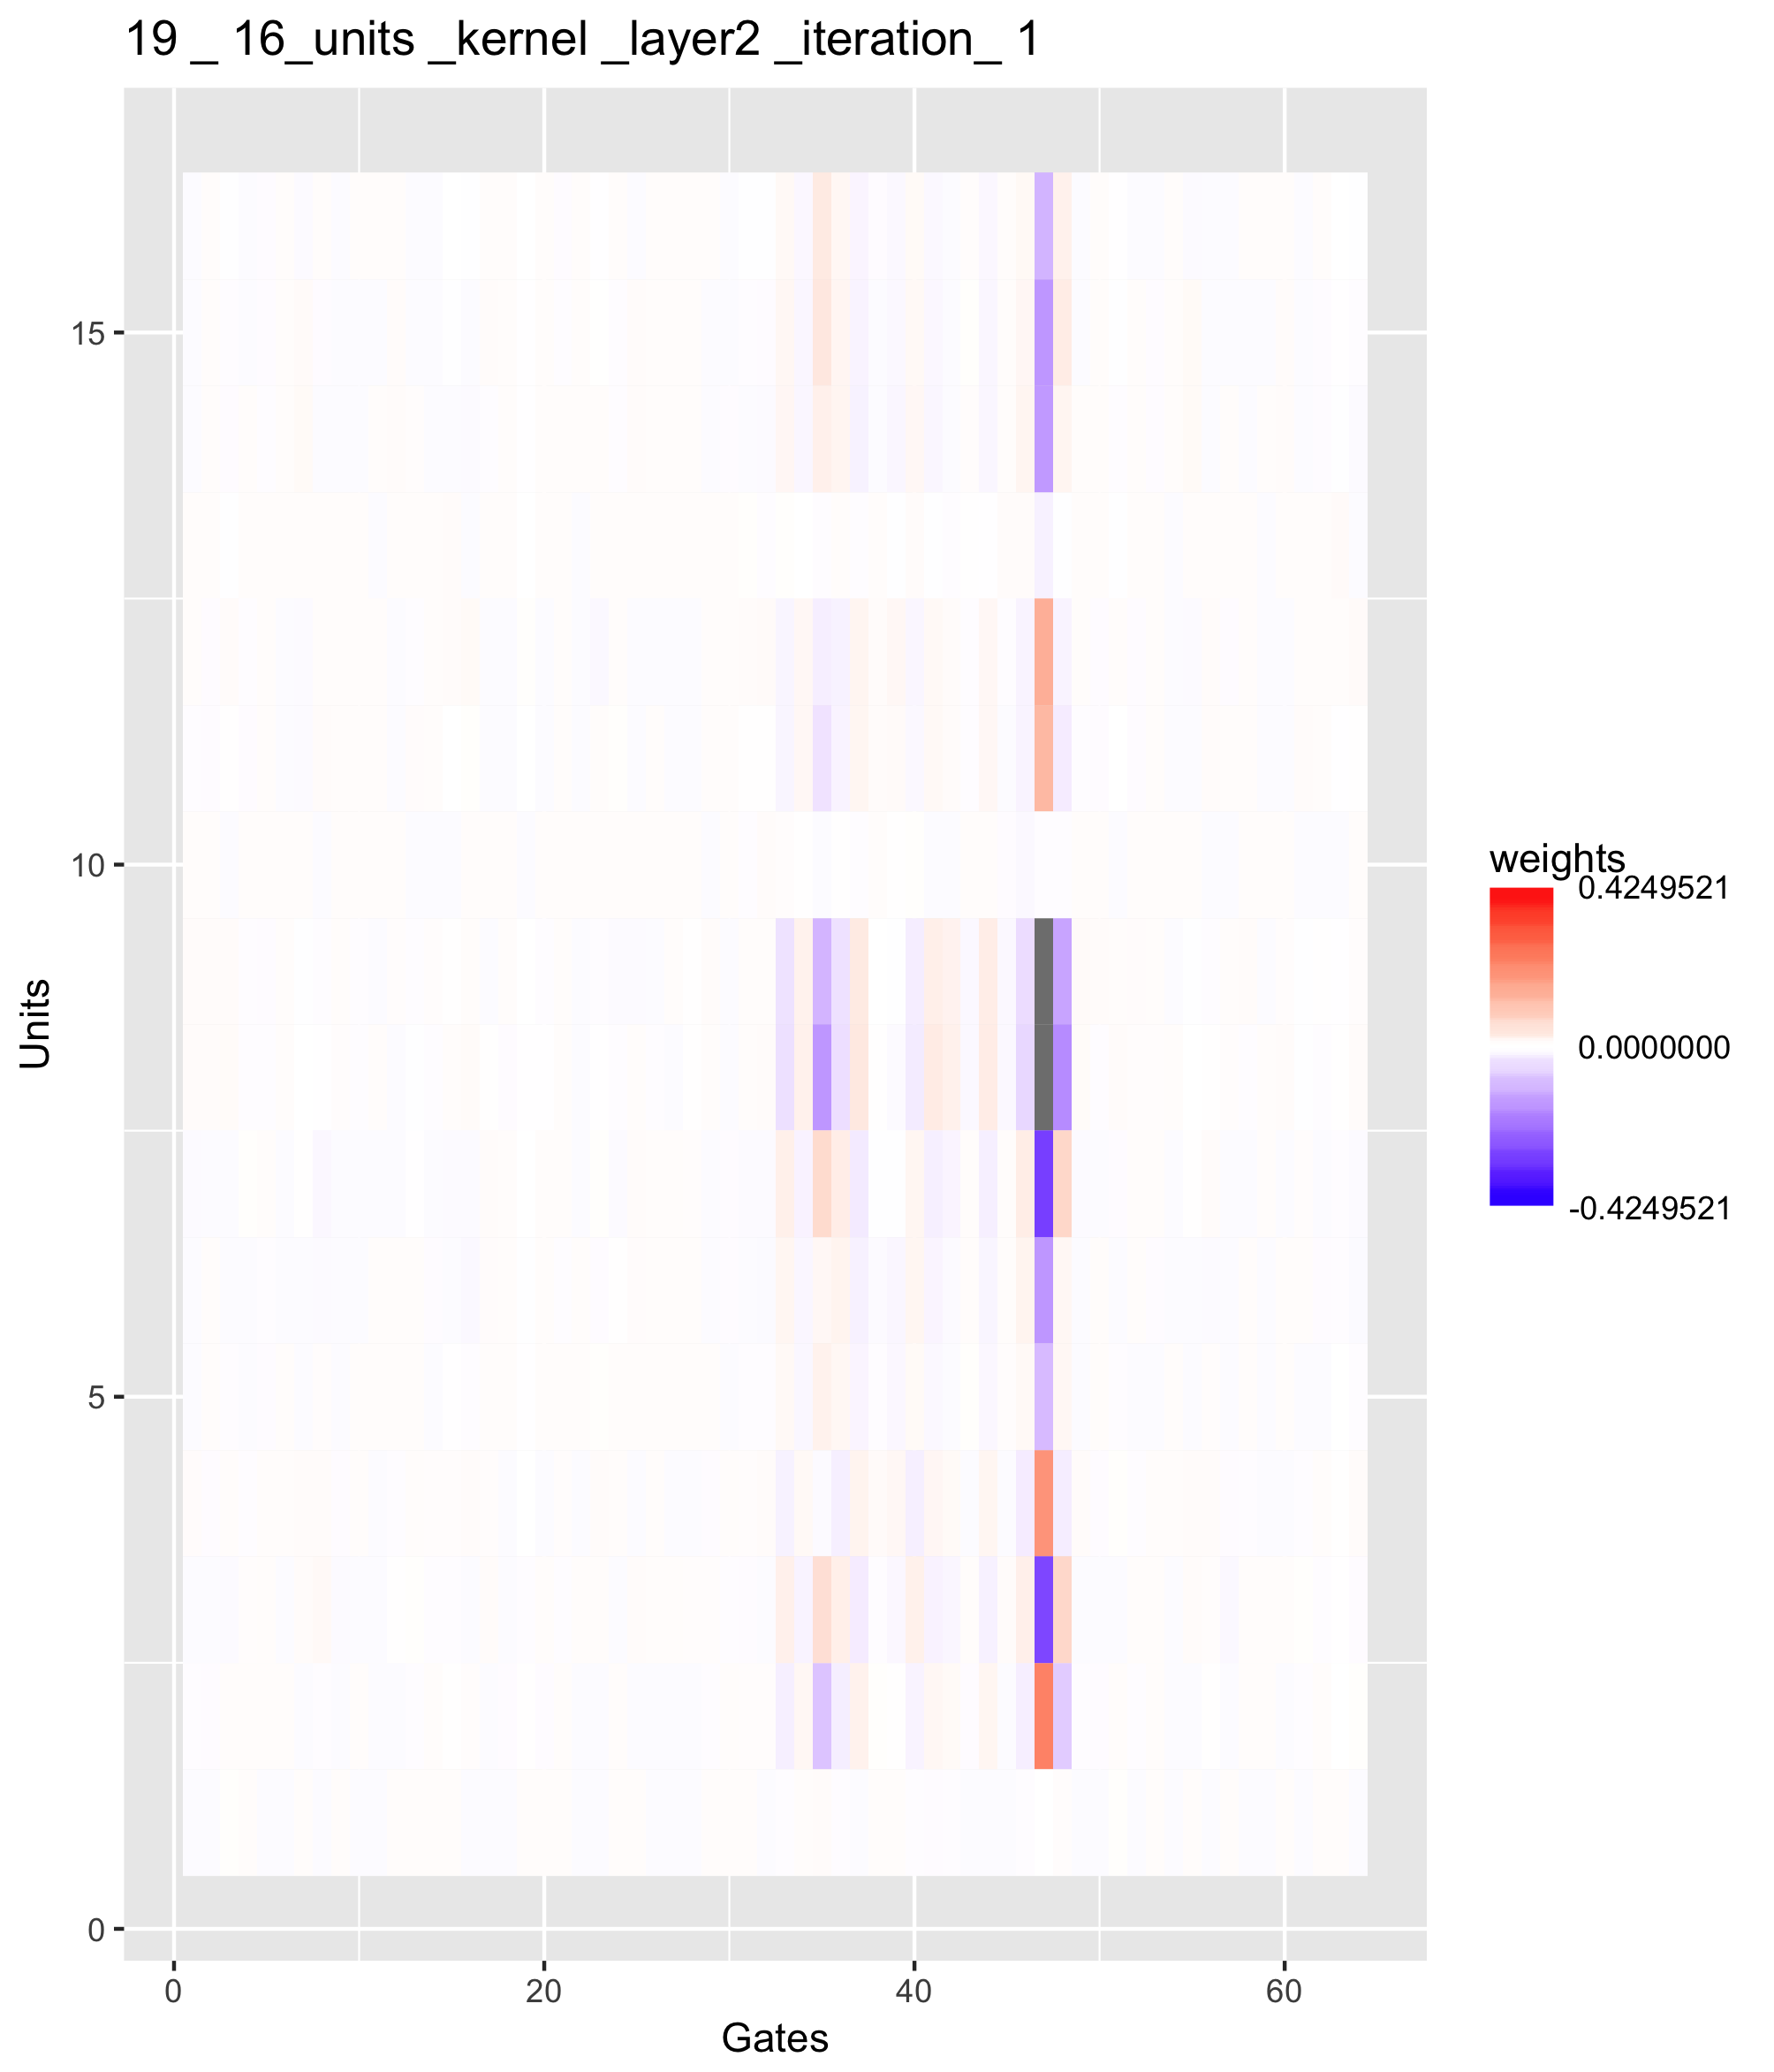 19 _ 16_units _kernel _layer2 _iteration_ 1
15
10
5
0
Units
0 20 40 60
Gates
weights
0.4249521
0.0000000
-0.4249521